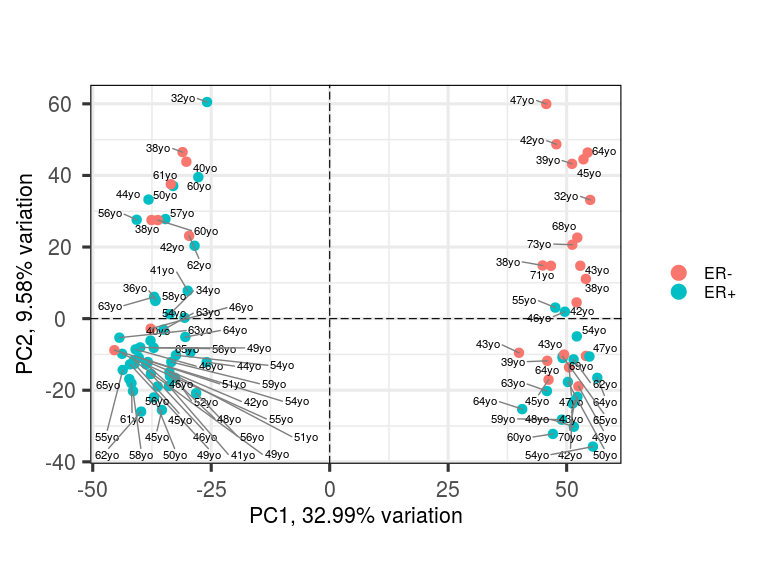 60
40
20
0
-20
-40
-50
-25
0
25
50
PC1, 32.99% variation
PC2, 9.58% variation
ER-
ER+
32yo
38yo
40yo
61yo
60yo
44yo
50yo
56yo
57yo
38yo
60yo
42yo
62yo
41yo
36yo
58yo
34yo
63yo
54yo
63yo
46yo
40yo
63yo
64yo
65yo
56yo
49yo
46yo
44yo
54yo
65yo
46yo
51yo
59yo
56yo
52yo
42yo
54yo
61yo
45yo
48yo
55yo
55yo
45yo
46yo
56yo
51yo
62yo
58yo
50yo
49yo
41yo
49yo
47yo
42yo
64yo
39yo
45yo
32yo
68yo
73yo
38yo
71yo
43yo
38yo
55yo
46yo
42yo
54yo
43yo
43yo
47yo
39yo
64yo
69yo
63yo
62yo
64yo
45yo
47yo
64yo
59yo
48yo
43yo
65yo
60yo
70yo
43yo
54yo
42yo
50yo